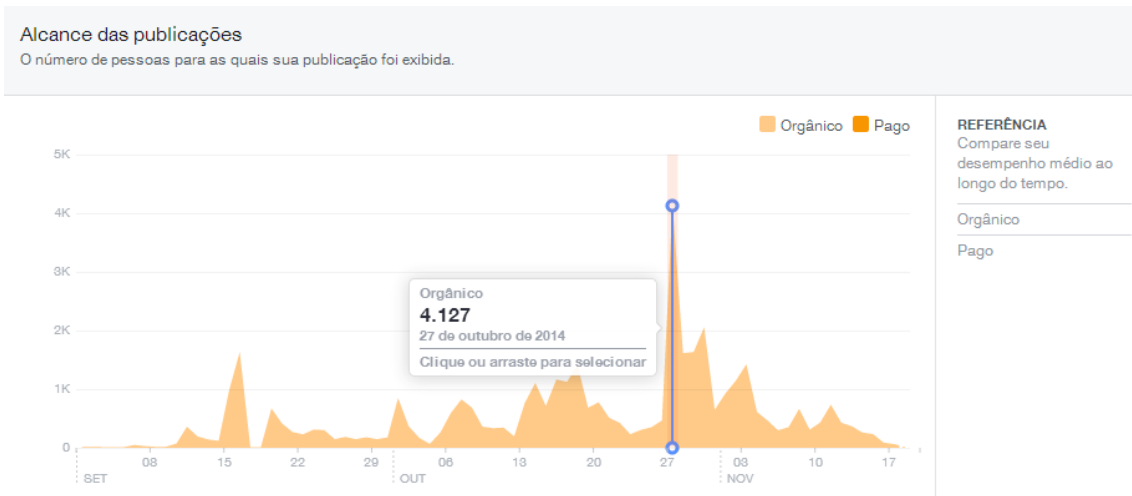 Alcance das publicações
O número de pessoas para as quais sua publicação foi exibida.
Orgânico Pago
REFERÊNCIA
Compare seu
desempenho médio ao
longo do tempo.
Orgânico
Pago
5K
4K
3K
2K
1K
0
Orgânico
4.127
27 de outubro de 2014
Clique ou arraste para selecionar
08 15 22 29 06 13 20 27 03 10 17
SET OUT NOV